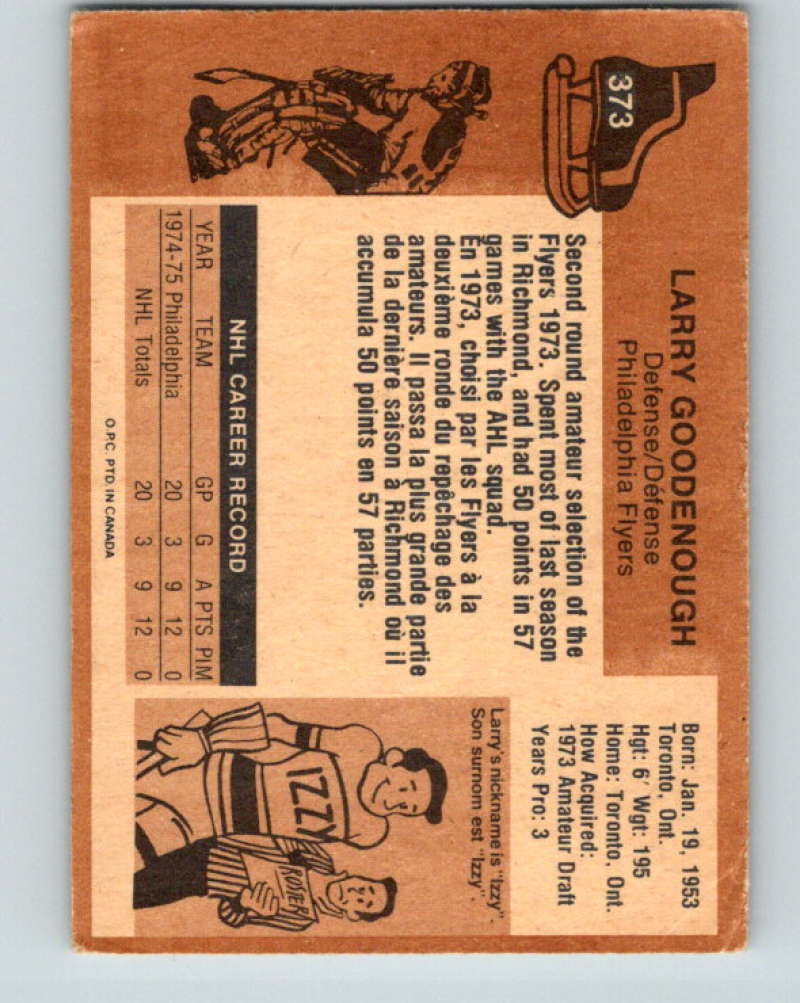 373
LARRY GOODENOUGH
Defense/Défense
Philadelphia Flyers
Born: Jan. 19, 1953
Toronto, Ont.
Hgt: 6' Wgt: 195
Home: Toronto, Ont.
How Acquired:
1973 Amateur Draft
Years Pro: 3
Second round amateur selection of the
Flyers 1973. Spent most of last season
in Richmond, and had 50 points in 57
games with the AHL squad.
En 1973, choisi par les Flyers à la
deuxième ronde du repêchage des
amateurs. Il passa la plus grande partie
de la dernière saison à Richmond où il
accumula 50 points en 57 parties.
Larry's nickname is "Izzy".
Son surnom est "Izzy".
IZZY
ROSTER
NHL CAREER RECORD
YEAR TEAM GP G A PTS PIM
1974-75 Philadelphia 20 3 9 12 0
NHL Totals 20 3 9 12 0
O.P.C. PTD. IN CANADA